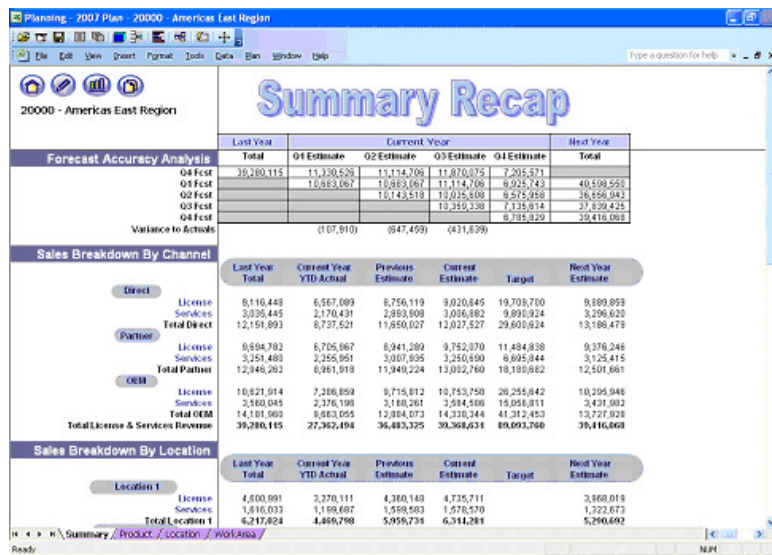 Planning - 2007 Plan - 20000 - Americas East Region
File Edit View Insert Format Tools Data Plan Window Help Type a question for help
Summary Recap
20000 - Americas East Region
Last Year Current Year Next Year
Forecast Accuracy Analysis Total Q1 Estimate Q2 Estimate Q3 Estimate Q4 Estimate Total
Q4 Fcst 39,280,115 11,330,526 11,114,706 11,870,075 7,205,571
Q1 Fcst 10,683,067 10,683,067 11,114,706 6,925,743 40,598,550
Q2 Fcst 10,143,518 10,035,608 6,575,958 36,656,943
Q3 Fcst 10,359,338 7,135,614 37,839,425
Q4 Fcst 6,785,829 39,416,068
Variance to Actuals (107,910) (647,459) (431,639)
Sales Breakdown By Channel
Last Year Total Current Year YTD Actual Previous Estimate Current Estimate Target Next Year Estimate
Direct
License 9,116,448 6,567,089 8,756,119 9,020,645 19,709,700 9,889,859
Services 3,035,445 2,170,431 2,893,908 3,006,882 9,890,924 3,296,620
Total Direct 12,151,893 8,737,521 11,650,027 12,027,527 29,600,624 13,186,479
Partner
License 9,694,782 6,705,967 8,941,289 9,752,070 11,484,838 9,376,246
Services 3,251,480 2,255,951 3,007,935 3,250,690 6,695,844 3,125,415
Total Partner 12,946,262 8,961,918 11,949,224 13,002,760 18,180,682 12,501,661
OEM
License 10,621,914 7,286,859 9,715,812 10,753,758 26,255,642 10,295,946
Services 3,560,045 2,376,196 3,168,261 3,584,586 15,056,811 3,431,982
Total OEM 14,181,960 9,663,055 12,884,073 14,338,344 41,312,453 13,727,928
Total License & Services Revenue 39,280,115 27,362,494 36,483,325 39,368,631 89,093,760 39,416,068
Sales Breakdown By Location
Last Year Total Current Year YTD Actual Previous Estimate Current Estimate Target Next Year Estimate
Location 1
License 4,600,991 3,270,111 4,360,148 4,735,711 3,968,019
Services 1,616,033 1,199,687 1,599,583 1,578,570 1,322,673
Total Location 1 6,217,024 4,469,798 5,959,731 6,314,281 5,290,692
Summary Product Location WorkArea
Ready NUM